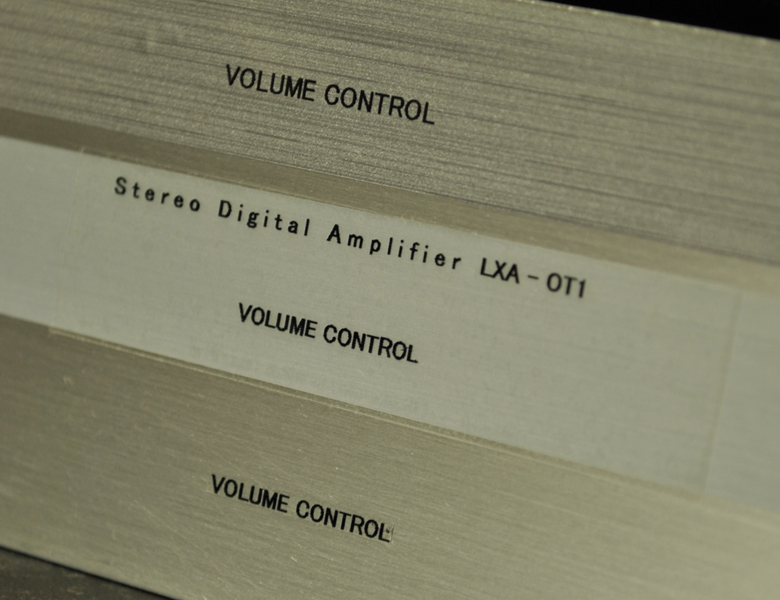 VOLUME CONTROL
Stereo Digital Amplifier LXA-OT1
VOLUME CONTROL
VOLUME CONTROL